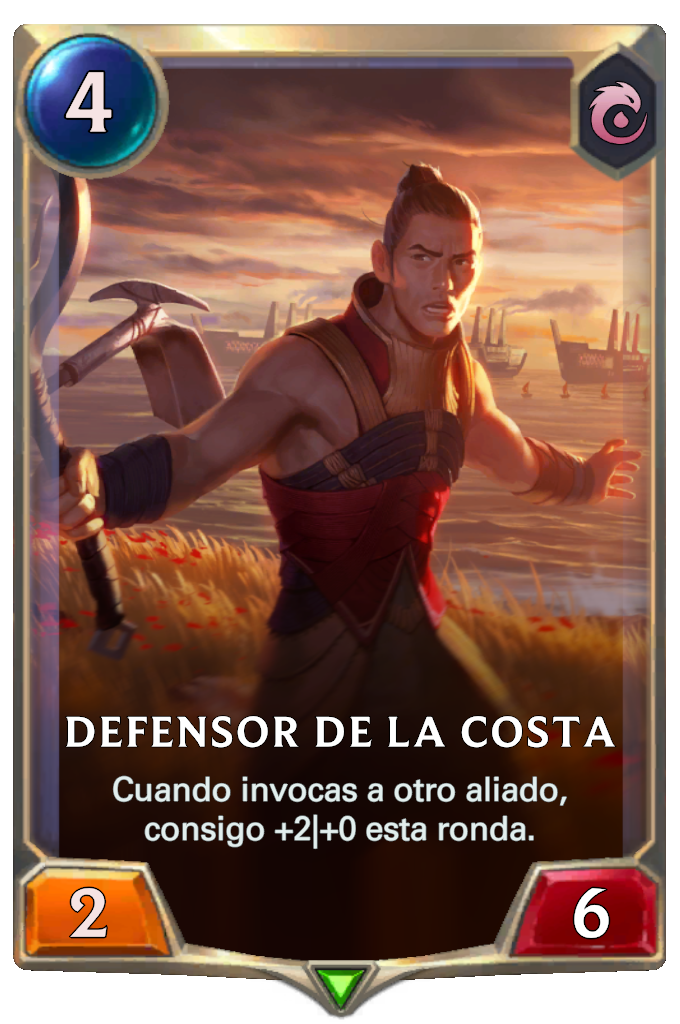 4
DEFENSOR DE LA COSTA
Cuando invocas a otro aliado,
consigo +2|+0 esta ronda.
2
6